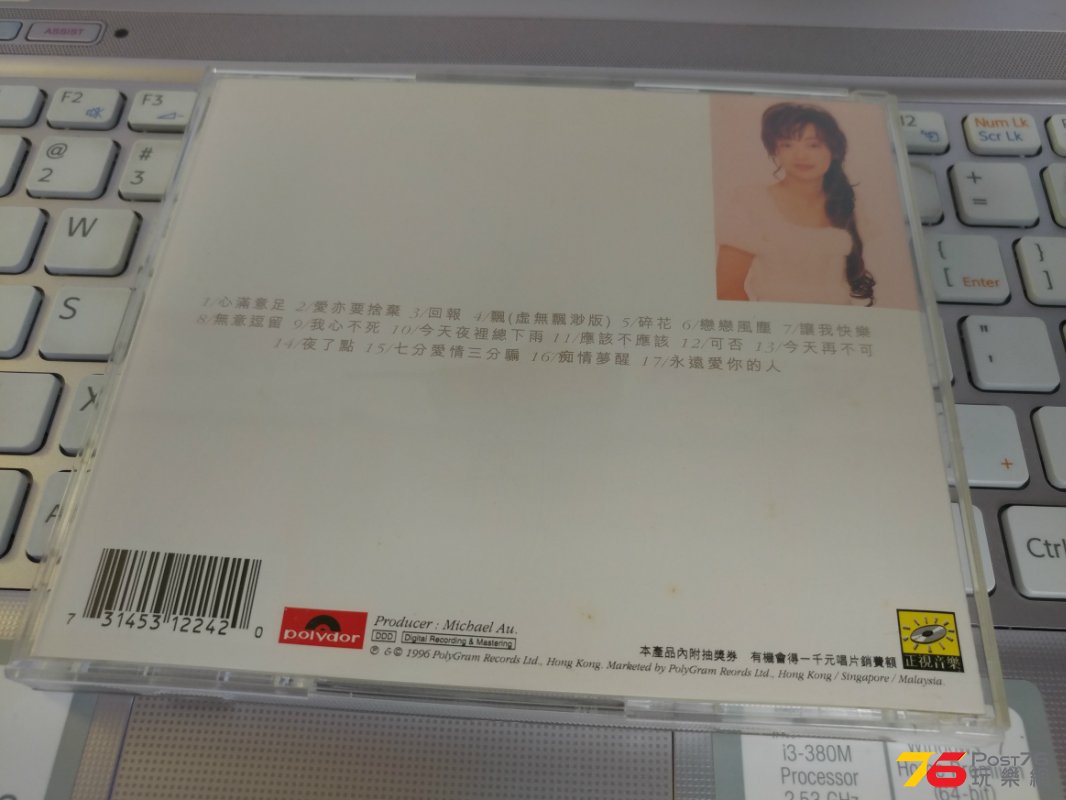 ASSIST
F2
F3
12
Num Lk
Scr Lk
@
2
#
3
+
=
W
{
[
Enter
}
]
S
"
'
X
+
A
Ctrl
1/心滿意足 2/愛亦要捨棄 3/回報 4/飄(虛無飄渺版) 5/碎花 6/戀戀風塵 7/讓我快樂
8/無意逗留 9/我心不死 10/今天夜裡總下雨 11/應該不應該 12/可否 13/今天再不可
14/夜了點 15/七分愛情三分騙 16/痴情夢醒 17/永遠愛你的人
7 31453 12242 0
polydor
Producer : Michael Au.
DDD Digital Recording & Mastering
本產品內附抽獎券 有機會得一千元唱片銷費額
正視音樂
℗ &© 1996 PolyGram Records Ltd., Hong Kong. Marketed by PolyGram Reords Ltd., Hong Kong / Singapore / Malaysia.
i3-380M
Processor
2.53 GHz
(64-bit)
76 Post76
玩樂網